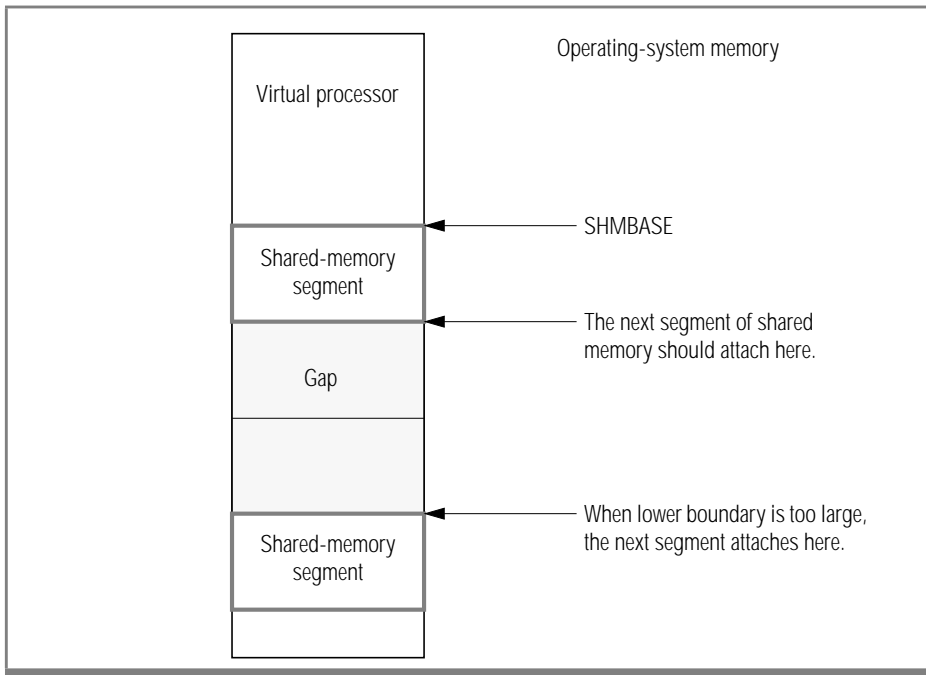 Operating-system memory
Virtual processor
SHMBASE
Shared-memory
segment
The next segment of shared
memory should attach here.
Gap
When lower boundary is too large,
the next segment attaches here.
Shared-memory
segment